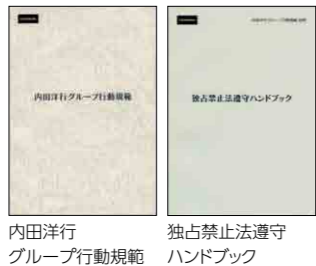 内田洋行グループ行動規範
独占禁止法遵守ハンドブック
内田洋行
グループ行動規範
独占禁止法遵守
ハンドブック